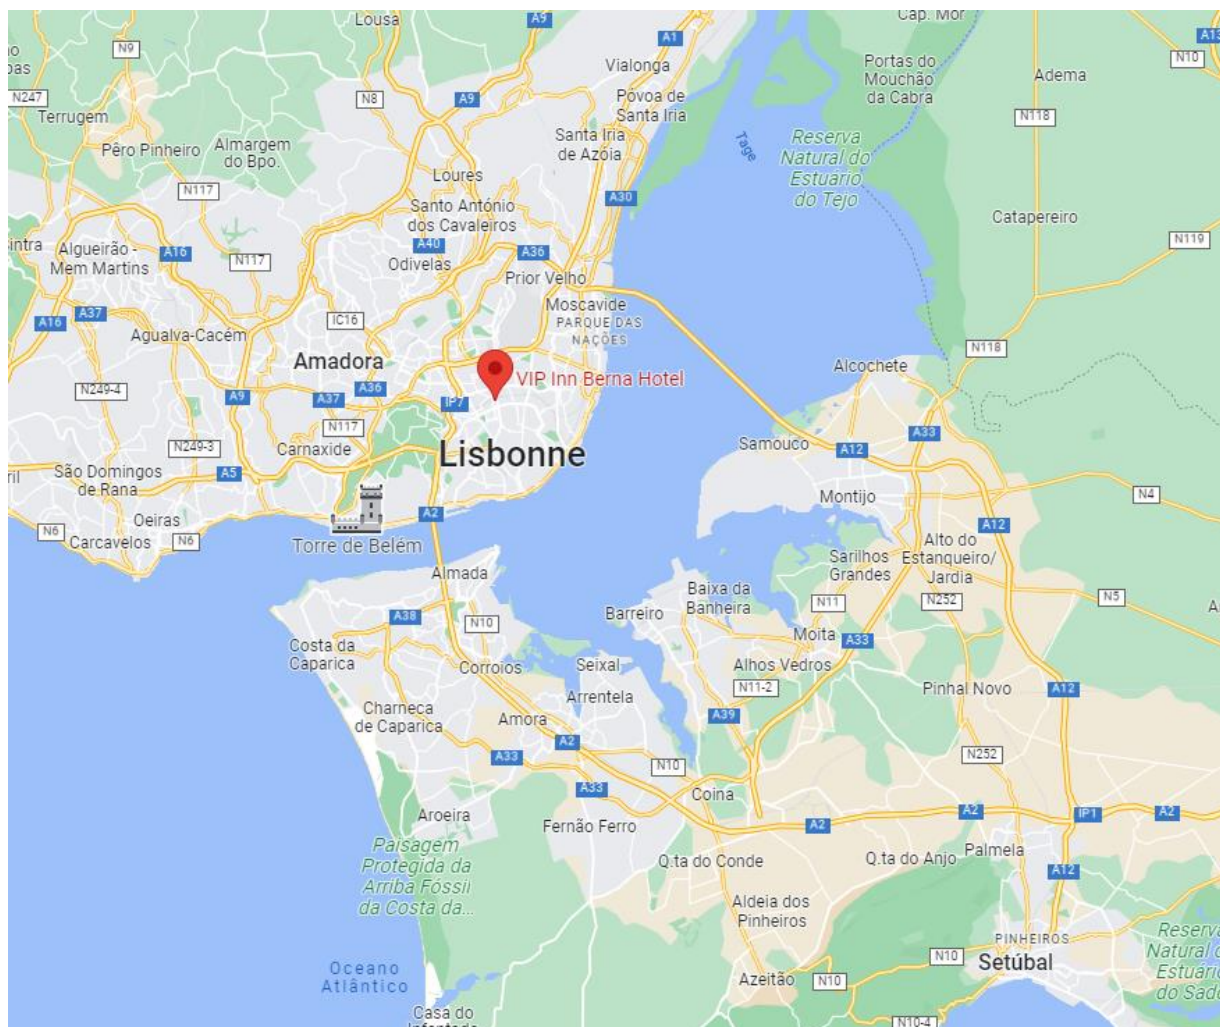 Lousa
A9
Cap. Mor
A1
A13
N10
N9
Vialonga
Portas do
Mouchão
da Cabra
Adema
N247
N8
A9
Póvoa de
Santa Iria
Terrugem
N118
Santa Iria
de Azóia
Tage
Reserva
Natural do
Estuário
do Tejo
Pêro Pinheiro
Almargem
do Bpo.
Loures
N117
A30
Santo António
dos Cavaleiros
Catapereiro
A40
A36
N119
Algueirão -
Mem Martins
A16
N117
Odivelas
Prior Velho
Moscavide
A37
A16
IC16
PARQUE DAS
NAÇÕES
Agualva-Cacém
N118
Amadora
Alcochete
VIP Inn Berna Hotel
N249-4
A9
A36
A37
IP7
N117
A33
N249-3
Carnaxide
Lisbonne
Samouco
A12
São Domingos
de Rana
A5
Montijo
N4
A2
A12
Oeiras
N6
Carcavelos
N6
Torre de Belém
Alto do
Estanqueiro/
Jardia
Sarilhos
Grandes
Almada
Baixa da
Banheira
N11
N252
N5
Barreiro
A38
N10
Moita
A33
Costa da
Caparica
Corroios
Seixal
Alhos Vedros
N11-2
Pinhal Novo
A12
Arrentela
Charneca
de Caparica
Amora
A39
A2
A33
N252
N10
A33
Coina
Aroeira
Fernão Ferro
A2
A2
IP1
A2
Paisagem
Protegida da
Arriba Fóssil
da Costa da...
Q.ta do Conde
Q.ta do Anjo
Palmela
A12
Aldeia dos
Pinheiros
PINHEIROS
Reserva
Natural
Estuário
do Sado
N10
Setúbal
Oceano
Atlântico
Azeitão
N10
Casa do
N10-4